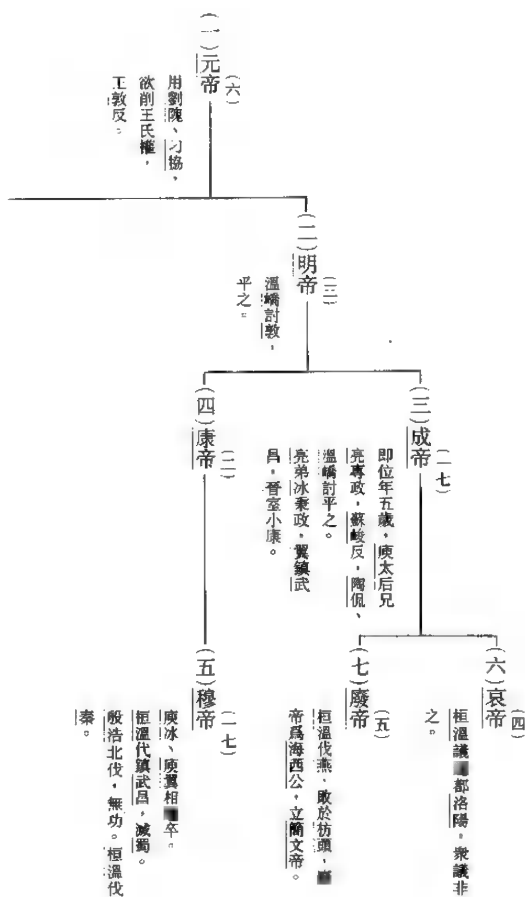 (一)元帝(六)
用劉隗、刁協,
欲削王氏權,
王敦反。
(二)明帝(三)
溫嶠討敦,
平之。
(三)成帝(一七)
即位年五歲,庾太后兄
亮專政,蘇峻反,陶侃、
溫嶠討平之。
亮弟冰秉政,翼鎮武
昌,晉室小康。
(四)康帝(二)
(五)穆帝(一七)
庾冰、庾翼相卒。
桓溫代鎮武昌,滅蜀。
殷浩北伐,無功。桓溫伐
秦。
(六)哀帝(四)
桓溫議都洛陽,衆議非
之。
(七)廢帝(五)
桓溫伐燕,敗於枋頭,
帝爲海西公,立簡文帝。